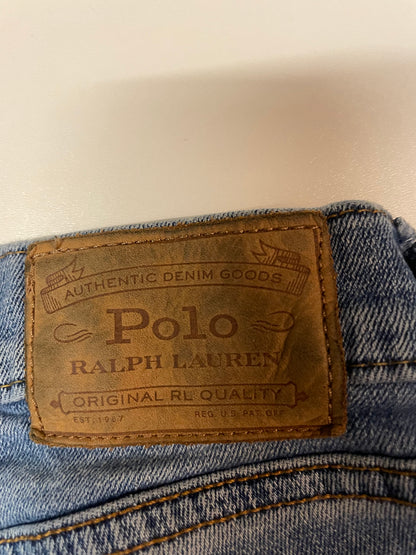 AUTHENTIC DENIM GOODS
Polo
RALPH LAUREN
ORIGINAL RL QUALITY
EST. 1967 REG. U.S. PAT. OFF